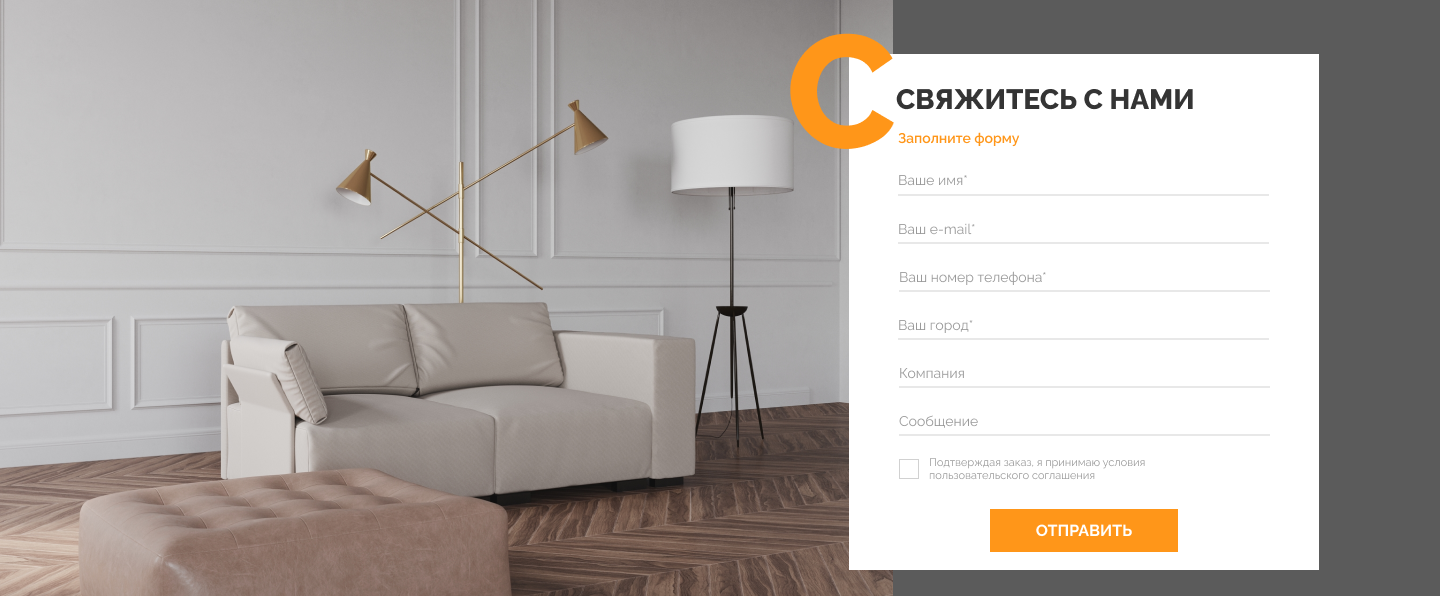 С
СВЯЖИТЕСЬ С НАМИ
Заполните форму
Ваше имя*
Ваш e-mail*
Ваш номер телефона*
Ваш город*
Компания
Сообщение
Подтверждая заказ, я принимаю условия
пользовательского соглашения
ОТПРАВИТЬ